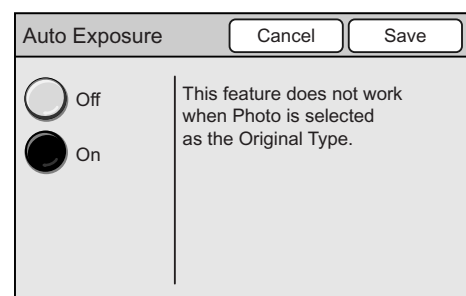 Auto Exposure
Cancel
Save
Off
On
This feature does not work
when Photo is selected
as the Original Type.